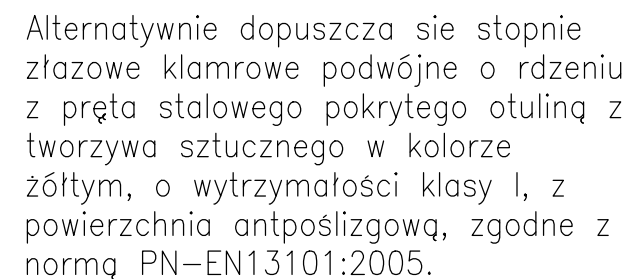 Alternatywnie dopuszcza sie stopnie
złazowe klamrowe podwójne o rdzeniu
z pręta stalowego pokrytego otuliną z
tworzywa sztucznego w kolorze
żółtym, o wytrzymałości klasy I, z
powierzchnia antpoślizgową, zgodne z
normą PN-EN13101:2005.